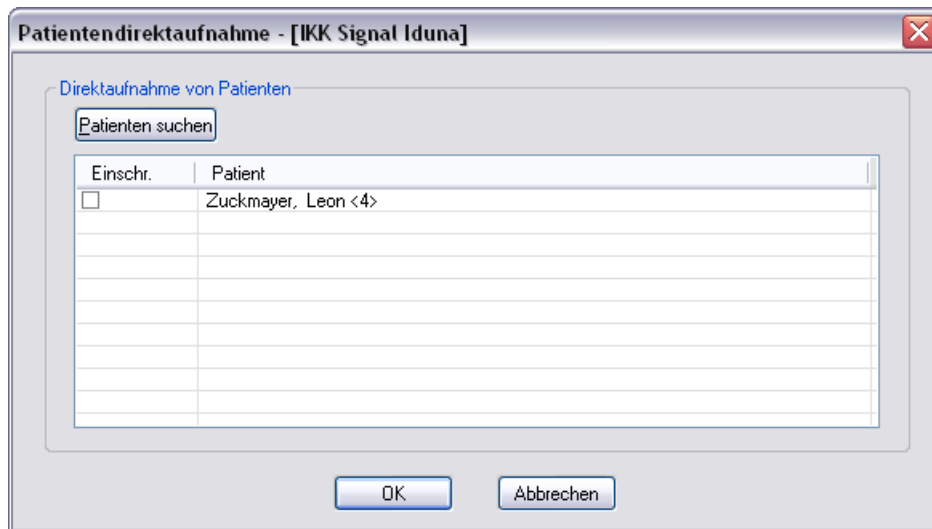 Patientendirektaufnahme - [IKK Signal Iduna]
Direktaufnahme von Patienten
Patienten suchen
Einschr. Patient
Zuckmayer, Leon <4>
OK Abbrechen